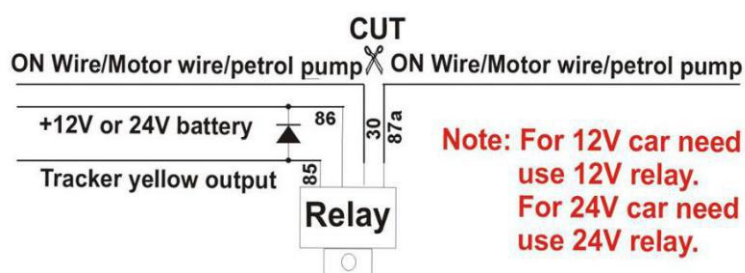 CUT
ON Wire/Motor wire/petrol pump ON Wire/Motor wire/petrol pump
+12V or 24V battery
86
30
87a
Tracker yellow output
85
Relay
Note: For 12V car need
use 12V relay.
For 24V car need
use 24V relay.